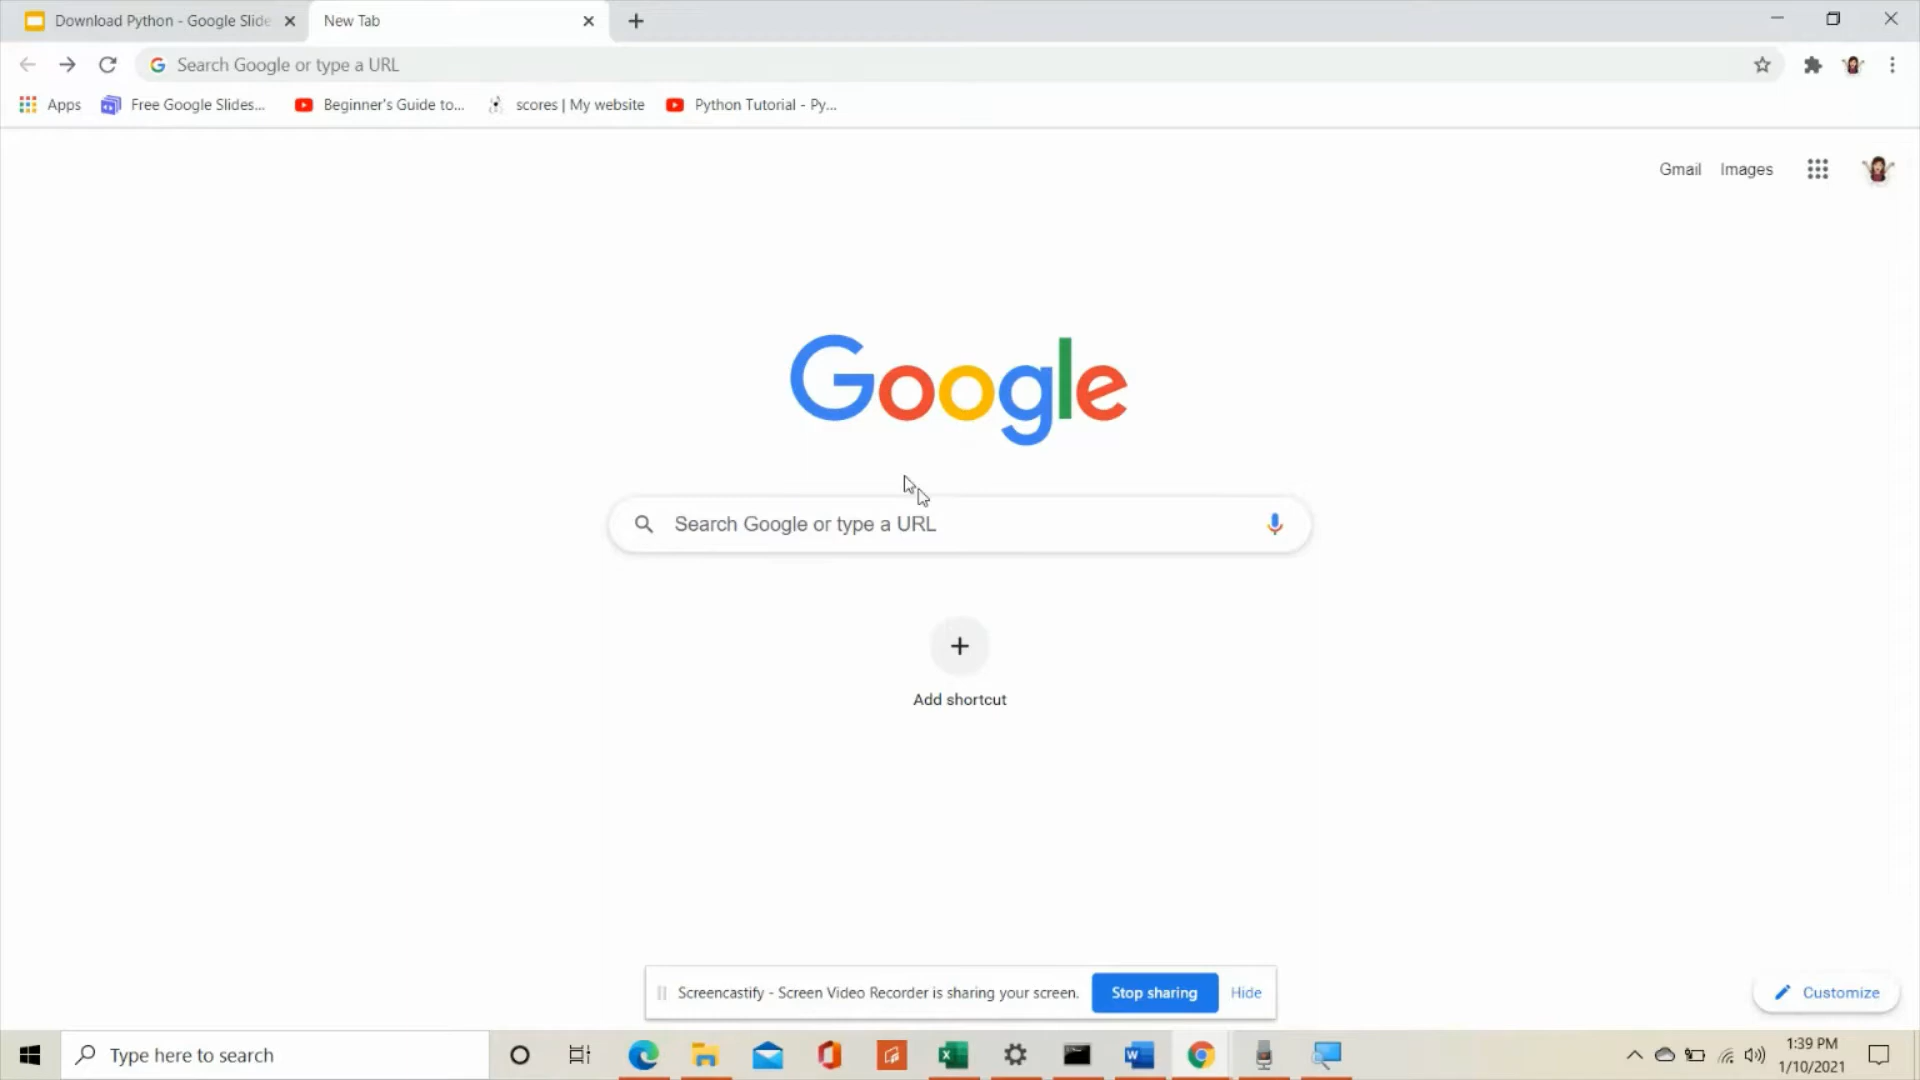 Download Python - Google Slide
New Tab
Search Google or type a URL
Apps
Free Google Slides...
Beginner's Guide to...
scores | My website
Python Tutorial - Py...
Gmail
Images
Google
Search Google or type a URL
Add shortcut
Screencastify - Screen Video Recorder is sharing your screen.
Stop sharing
Hide
Customize
Type here to search
1:39 PM
1/10/2021